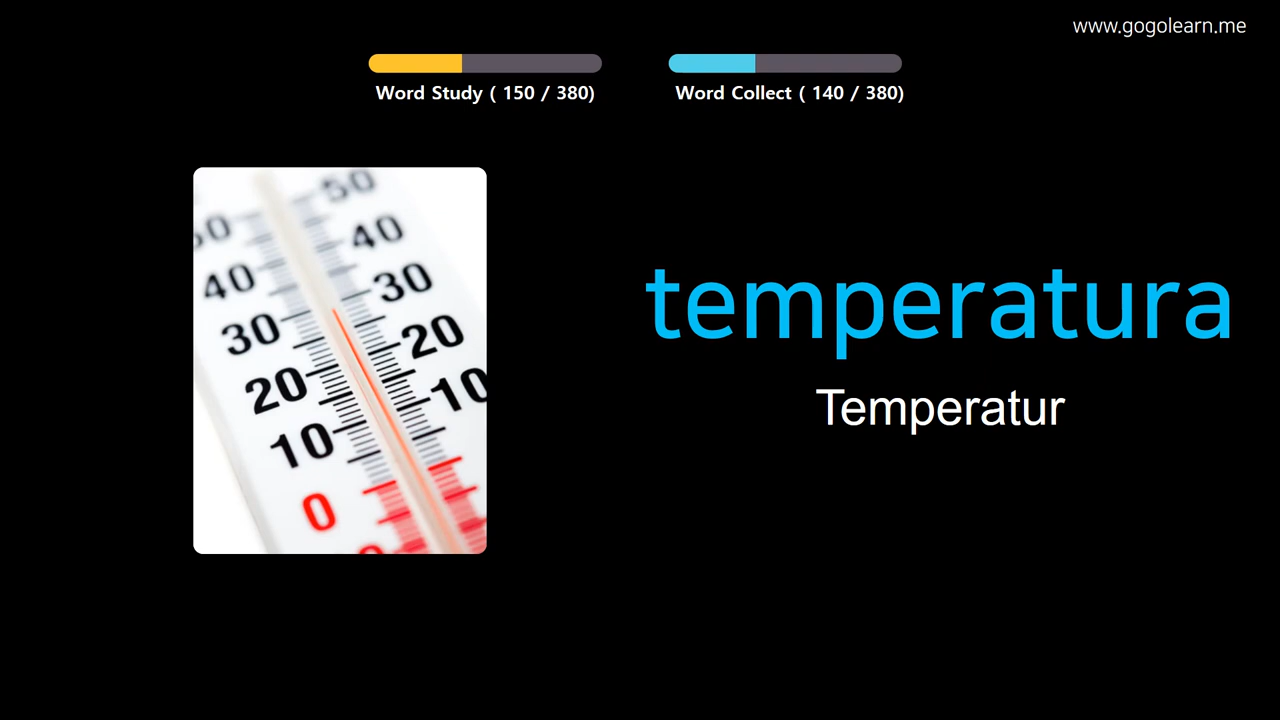 www.gogolearn.me
Word Study ( 150 / 380)
Word Collect ( 140 / 380)
50
50
40
40
30
30
20
20
10
10
0
temperatura
Temperatur